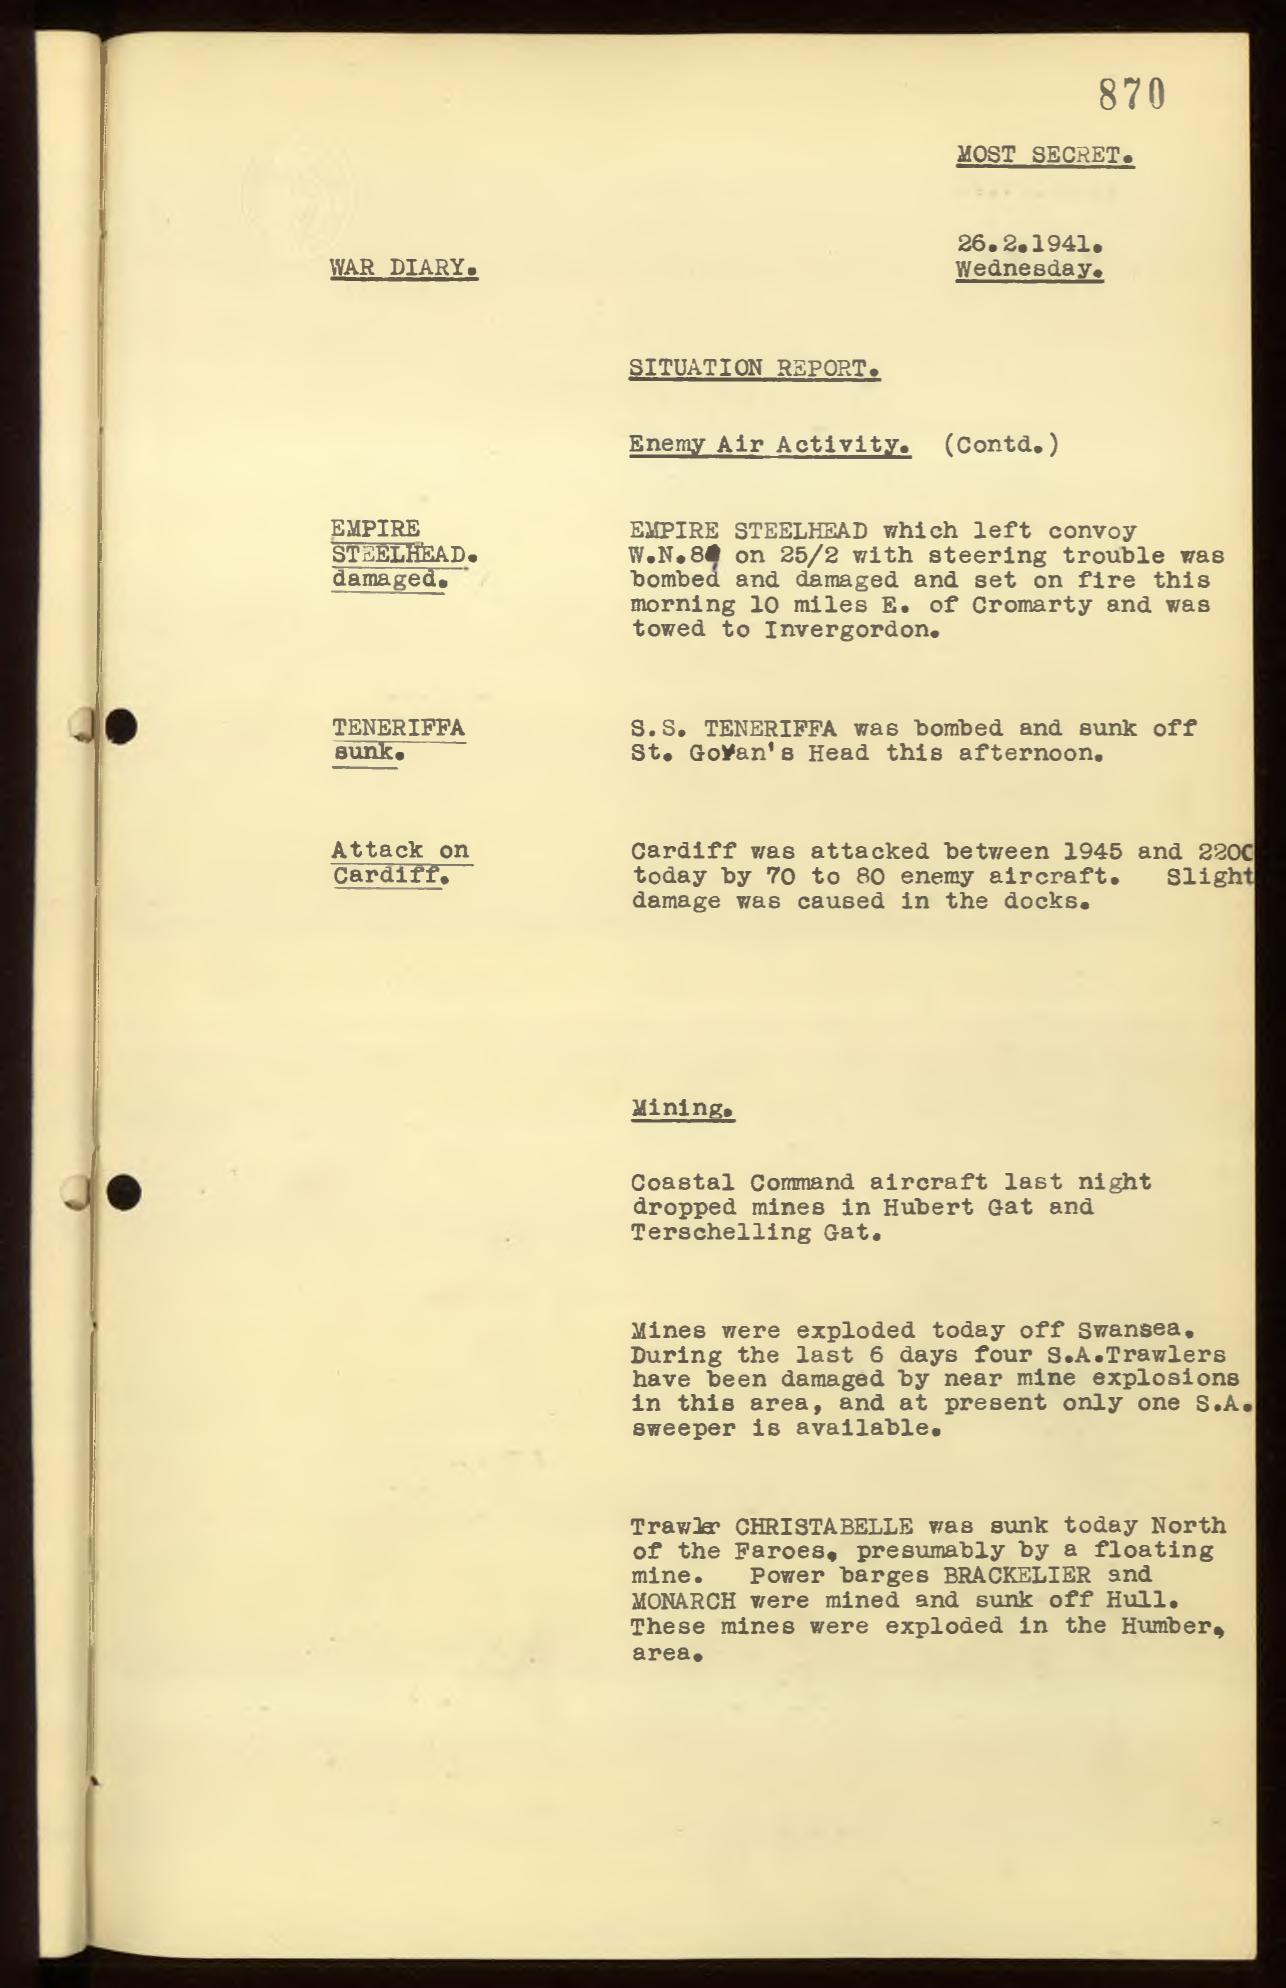 870
MOST SECRET.
26.2.1941.
Wednesday.
WAR DIARY.
SITUATION REPORT.
Enemy Air Activity. (Contd.)
EMPIRE
STEELHEAD.
damaged.
EMPIRE STEELHEAD which left convoy
on 25/2 with steering trouble was
bombed and damaged and set on fire this
morning 10 miles E. of Cromarty and was
towed to Invergordon.
TENERIFFA
sunk.
S.S. TENERIFFA was bombed and sunk off
St. Head this afternoon.
Attack on
Cardiff.
Cardiff was attacked between 1945 and 2200
today by 70 to 80 enemy aircraft. Slight
damage was caused in the docks.
Mining.
Coastal Command aircraft last night
dropped mines in Hubert Gat and
Terschelling Gat.
Mines were exploded today off Swansea.
During the last 6 days four S.A.Trawlers
have been damaged by near mine explosions
in this area, and at present only one S.A.
sweeper is available.
Trawler CHRISTABELLE was sunk today North
of the Faroes, presumably by a floating
mine. Power barges BRACKELIER and
MONARCH were mined and sunk off Hull.
These mines were exploded in the Humber,
area.